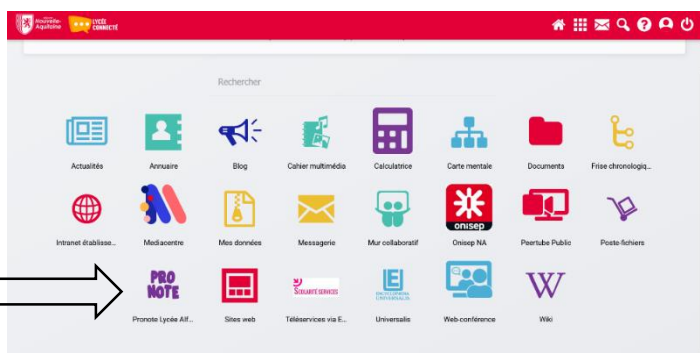 Nouvelle-Aquitaine
LYCÉE CONNECTÉ
Rechercher
Actualités
Annuaire
Blog
Cahier multimédia
Calculatrice
Carte mentale
Documents
Frise chronologiq...
Intranet établisse...
Mediacentre
Mes données
Messagerie
Mur collaboratif
onisep
Onisep NA
Peertube Public
Poste-fichiers
PRO NOTE
Pronote Lycée Alf...
Sites web
SCOLARITÉ SERVICES
Téléservices via E...
UNIVERSALIS
Universalis
Web-conférence
W
Wiki